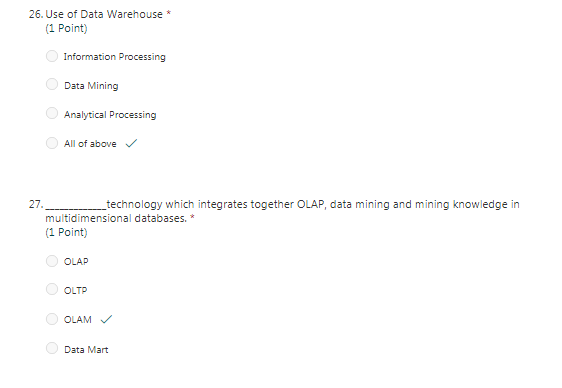 26. Use of Data Warehouse *
(1 Point)
Information Processing
Data Mining
Analytical Processing
All of above
27. ____________technology which integrates together OLAP, data mining and mining knowledge in
multidimensional databases. *
(1 Point)
OLAP
OLTP
OLAM
Data Mart